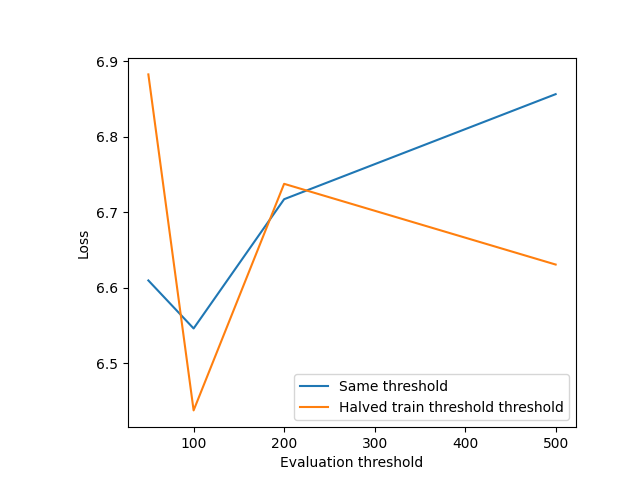 6.9
6.8
6.7
6.6
6.5
Loss
100
200
300
400
500
Evaluation threshold
Same threshold
Halved train threshold threshold